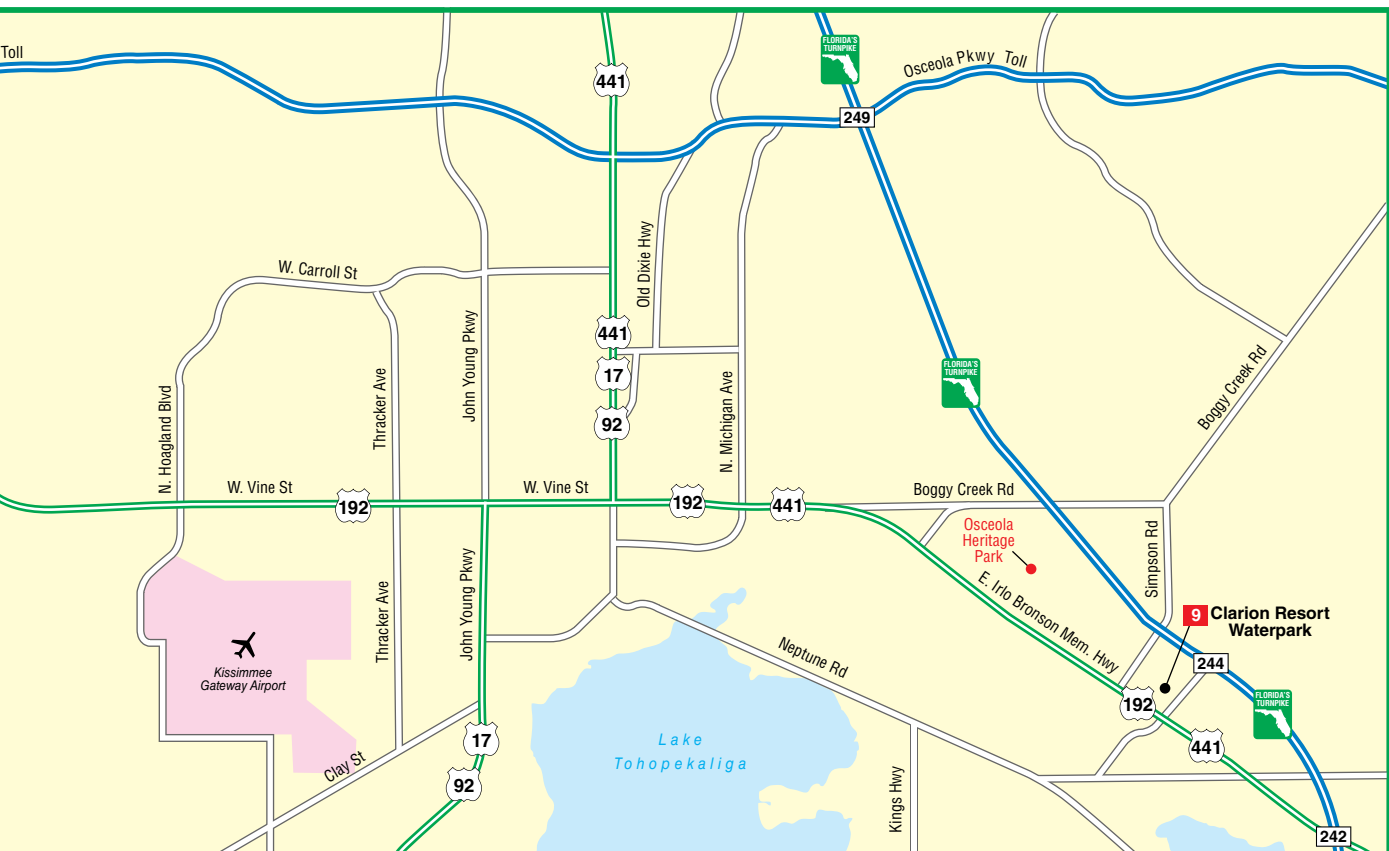 Toll
441
FLORIDA'S
TURNPIKE
Osceola Pkwy Toll
249
W. Carroll St
Old Dixie Hwy
441
17
92
John Young Pkwy
Thracker Ave
N. Hoagland Blvd
N. Michigan Ave
FLORIDA'S
TURNPIKE
Boggy Creek Rd
W. Vine St
192
W. Vine St
192
441
Boggy Creek Rd
Osceola
Heritage
Park
Simpson Rd
E. Irlo Bronson Mem. Hwy
9
Clarion Resort
Waterpark
Thracker Ave
John Young Pkwy
Neptune Rd
244
Kissimmee
Gateway Airport
192
FLORIDA'S
TURNPIKE
17
Lake
Tohopekaliga
441
Clay St
92
Kings Hwy
242